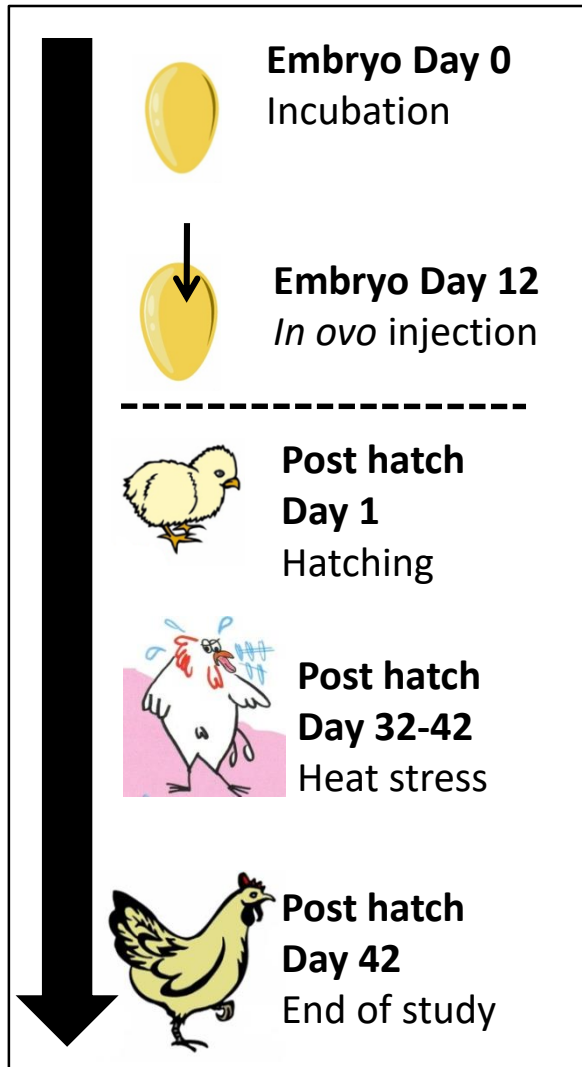 Embryo Day 0
Incubation
Embryo Day 12
In ovo injection
Post hatch
Day 1
Hatching
Post hatch
Day 32-42
Heat stress
Post hatch
Day 42
End of study